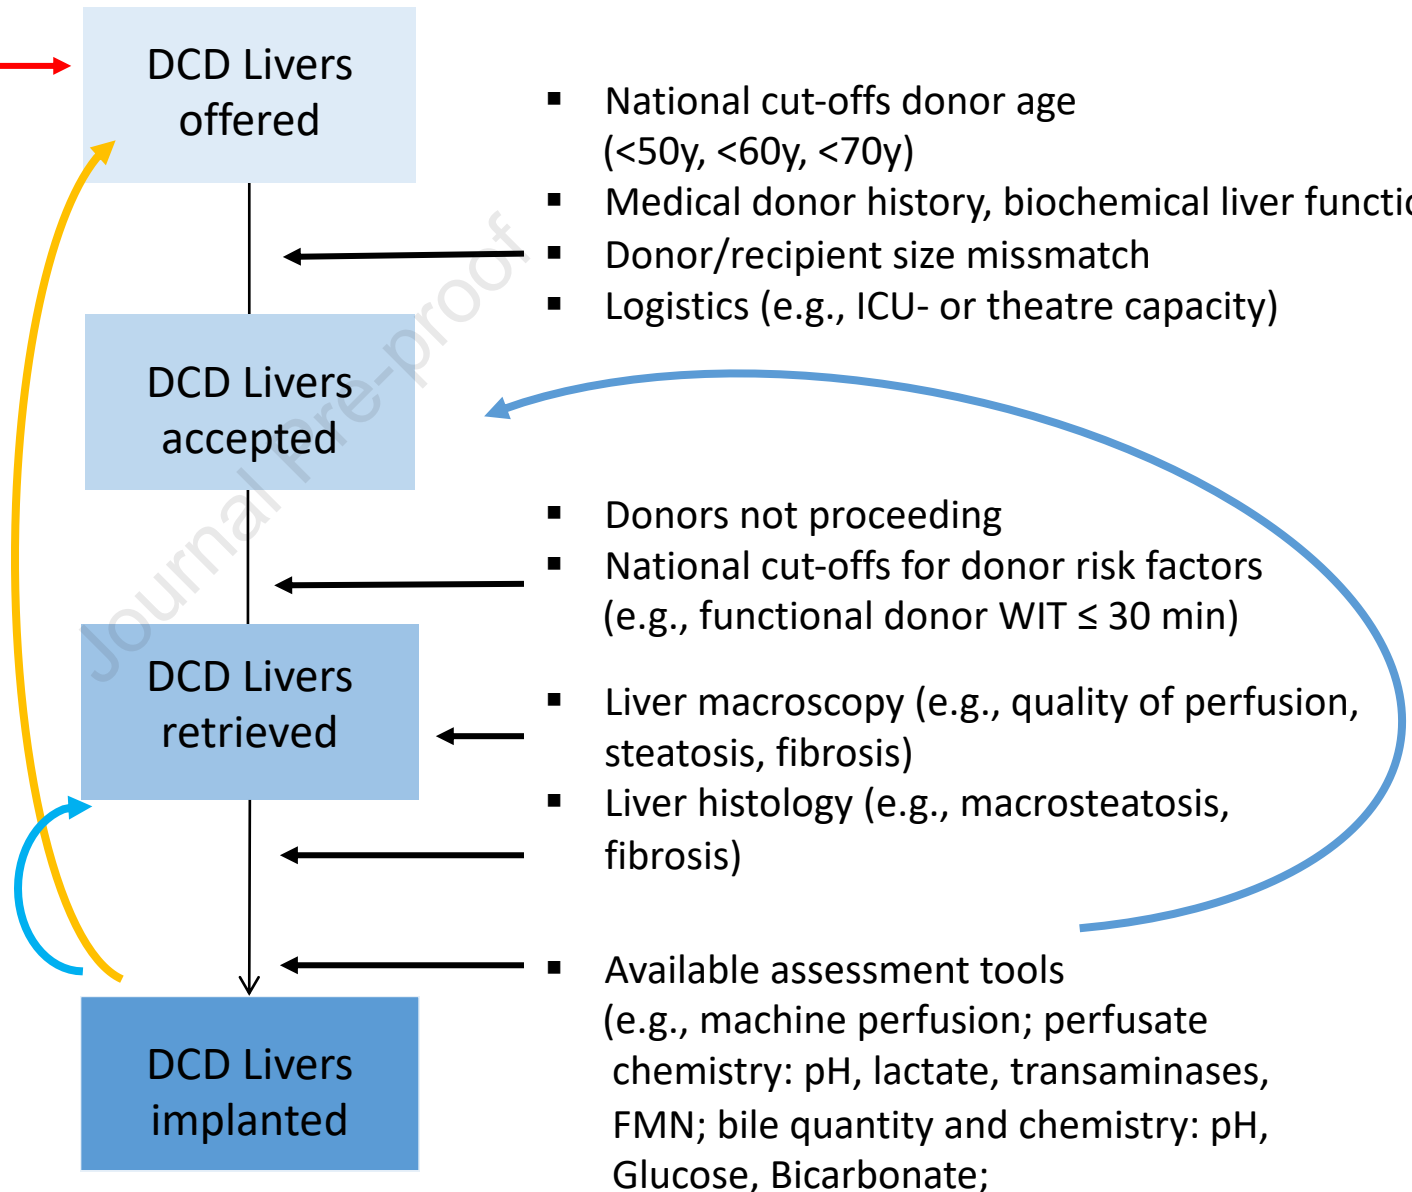 DCD Livers
offered
▪ National cut-offs donor age
(<50y, <60y, <70y)
▪ Medical donor history, biochemical liver functio
▪ Donor/recipient size missmatch
▪ Logistics (e.g., ICU- or theatre capacity)
DCD Livers
accepted
▪ Donors not proceeding
▪ National cut-offs for donor risk factors
(e.g., functional donor WIT ≤ 30 min)
DCD Livers
retrieved
▪ Liver macroscopy (e.g., quality of perfusion,
steatosis, fibrosis)
▪ Liver histology (e.g., macrosteatosis,
fibrosis)
▪ Available assessment tools
(e.g., machine perfusion; perfusate
chemistry: pH, lactate, transaminases,
FMN; bile quantity and chemistry: pH,
Glucose, Bicarbonate;
DCD Livers
implanted
Journal Pre-proof